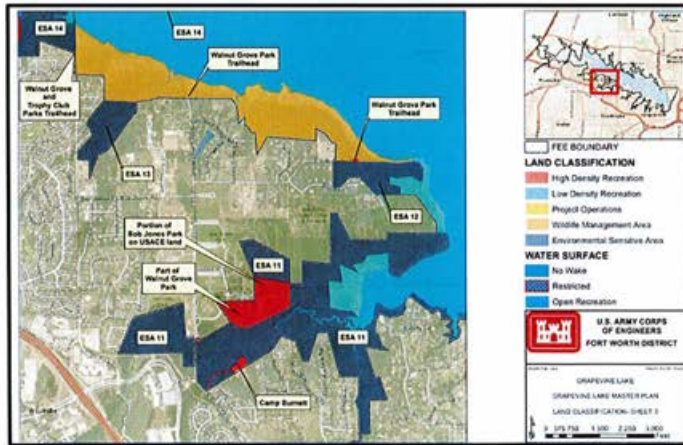 ESA 14
ESA 14
Walnut Grove Park
Trailhead
Walnut Grove
and
Trophy Club
Parks Trailhead
Walnut Grove Park
Trailhead
ESA 13
ESA 12
Portion of
Bob Jones Park
on USACE land
ESA 11
Part of
Walnut Grove
Park
ESA 11
ESA 11
Camp Burnett
FEE BOUNDARY
LAND CLASSIFICATION
High Density Recreation
Low Density Recreation
Project Operations
Wildlife Management Area
Environmental Sensitive Area
WATER SURFACE
No Wake
Restricted
Open Recreation
U.S. ARMY CORPS
OF ENGINEERS
FORT WORTH DISTRICT
GRAPEVINE LAKE
GRAPEVINE LAKE MASTER PLAN
LAND CLASSIFICATION- SHEET 3